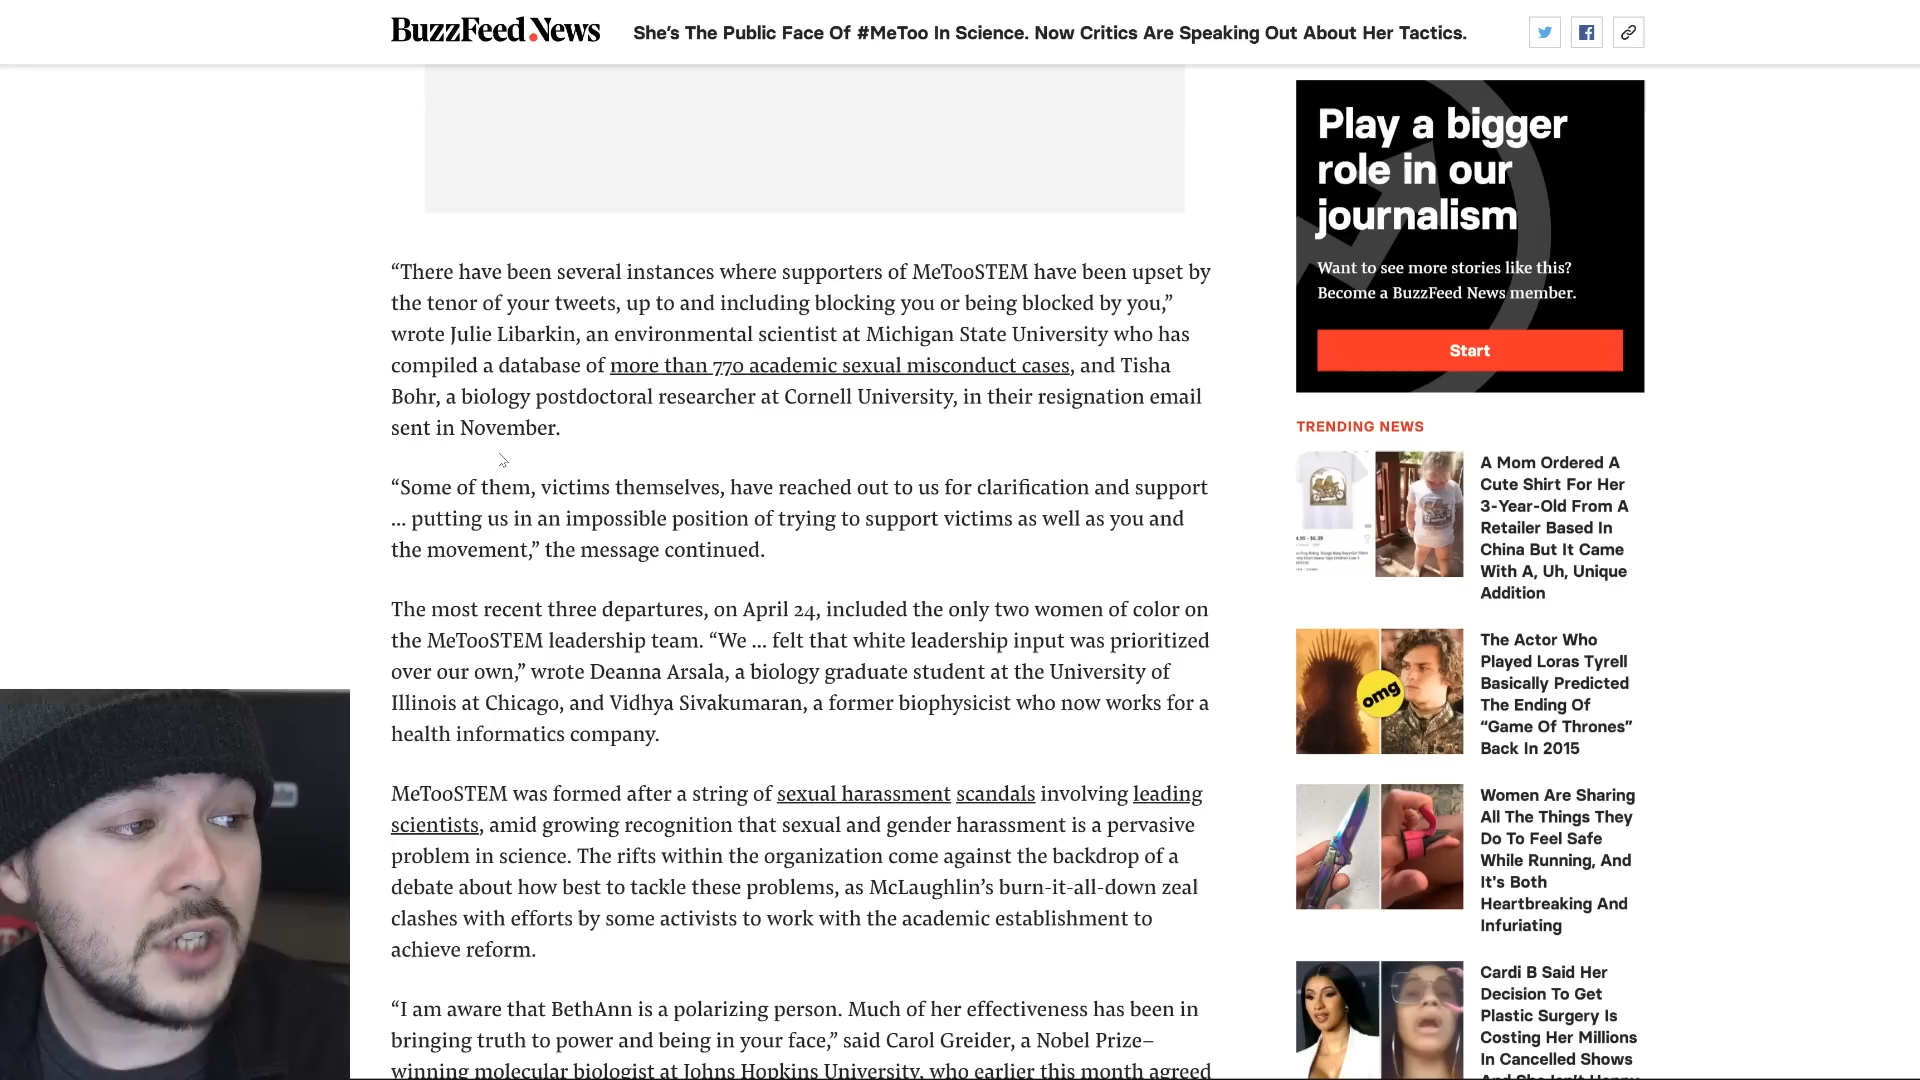 BuzzFeed News
She's The Public Face Of #MeToo In Science. Now Critics Are Speaking Out About Her Tactics.
“There have been several instances where supporters of MeTooSTEM have been upset by
the tenor of your tweets, up to and including blocking you or being blocked by you,”
wrote Julie Libarkin, an environmental scientist at Michigan State University who has
compiled a database of more than 770 academic sexual misconduct cases, and Tisha
Bohr, a biology postdoctoral researcher at Cornell University, in their resignation email
sent in November.
“Some of them, victims themselves, have reached out to us for clarification and support
... putting us in an impossible position of trying to support victims as well as you and
the movement,” the message continued.
The most recent three departures, on April 24, included the only two women of color on
the MeTooSTEM leadership team. “We ... felt that white leadership input was prioritized
over our own,” wrote Deanna Arsala, a biology graduate student at the University of
Illinois at Chicago, and Vidhya Sivakumaran, a former biophysicist who now works for a
health informatics company.
MeTooSTEM was formed after a string of sexual harassment scandals involving leading
scientists, amid growing recognition that sexual and gender harassment is a pervasive
problem in science. The rifts within the organization come against the backdrop of a
debate about how best to tackle these problems, as McLaughlin’s burn-it-all-down zeal
clashes with efforts by some activists to work with the academic establishment to
achieve reform.
“I am aware that BethAnn is a polarizing person. Much of her effectiveness has been in
bringing truth to power and being in your face,” said Carol Greider, a Nobel Prize–
winning molecular biologist at Johns Hopkins University, who earlier this month agreed
Play a bigger
role in our
journalism
Want to see more stories like this?
Become a BuzzFeed News member.
Start
TRENDING NEWS
A Mom Ordered A
Cute Shirt For Her
3-Year-Old From A
Retailer Based In
China But It Came
With A, Uh, Unique
Addition
omg
The Actor Who
Played Loras Tyrell
Basically Predicted
The Ending Of
“Game Of Thrones”
Back In 2015
Women Are Sharing
All The Things They
Do To Feel Safe
While Running, And
It's Both
Heartbreaking And
Infuriating
Cardi B Said Her
Decision To Get
Plastic Surgery Is
Costing Her Millions
In Cancelled Shows